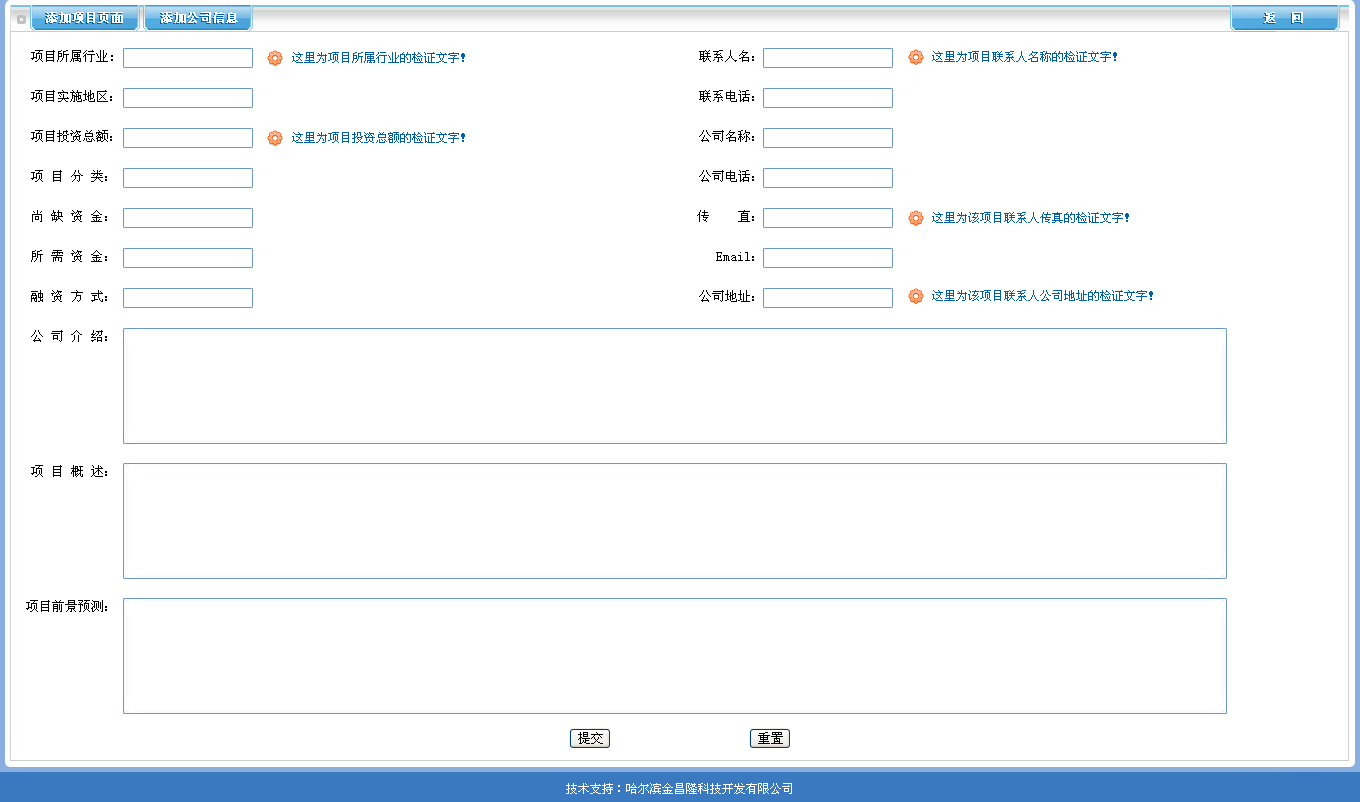 添加项目页面 添加公司信息 返 回
项目所属行业： 这里为项目所属行业的检证文字！ 联系人名： 这里为项目联系人名称的检证文字！
项目实施地区： 联系电话：
项目投资总额： 这里为项目投资总额的检证文字！ 公司名称：
项 目 分 类： 公司电话：
尚 缺 资 金： 传 直： 这里为该项目联系人传真的检证文字！
所 需 资 金： Email：
融 资 方 式： 公司地址： 这里为该项目联系人公司地址的检证文字！
公 司 介 绍：
项 目 概 述：
项目前景预测：
提交 重置
技术支持：哈尔滨金昌隆科技开发有限公司